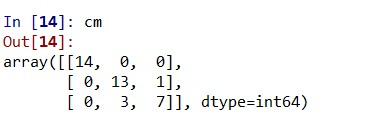 In [14]: cm
Out[14]:
array([[14,  0,  0],
       [ 0, 13,  1],
       [ 0,  3,  7]], dtype=int64)